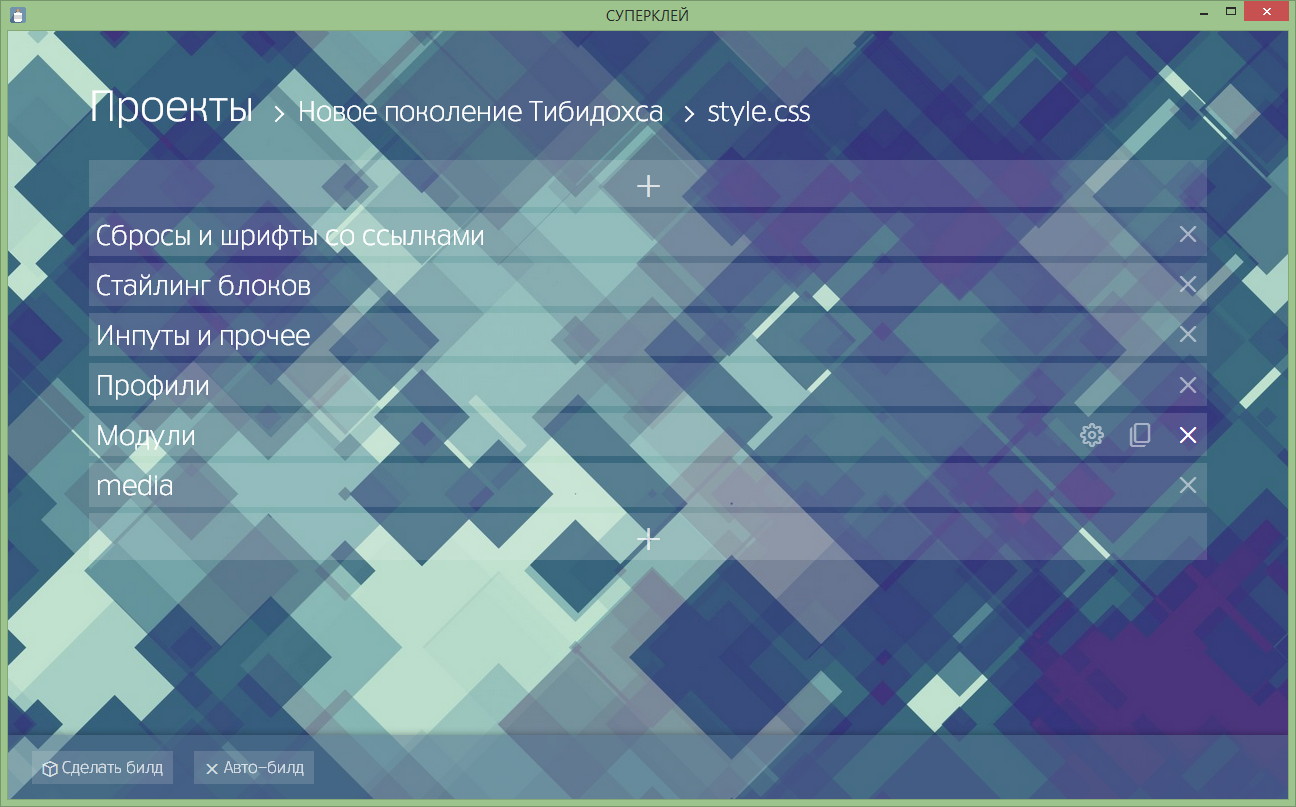 СУПЕРКЛЕЙ
Проекты > Новое поколение Тибидохса > style.css
Сбросы и шрифты со ссылками
Стайлинг блоков
Инпуты и прочее
Профили
Модули
media
Сделать билд
Авто-билд